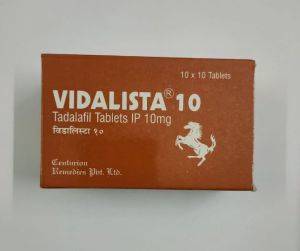 10 x 10 Tablets
VIDALISTA® 10
Tadalafil Tablets IP 10mg
विडालिस्टा १०
Centurion
Remedies Pvt. Ltd.